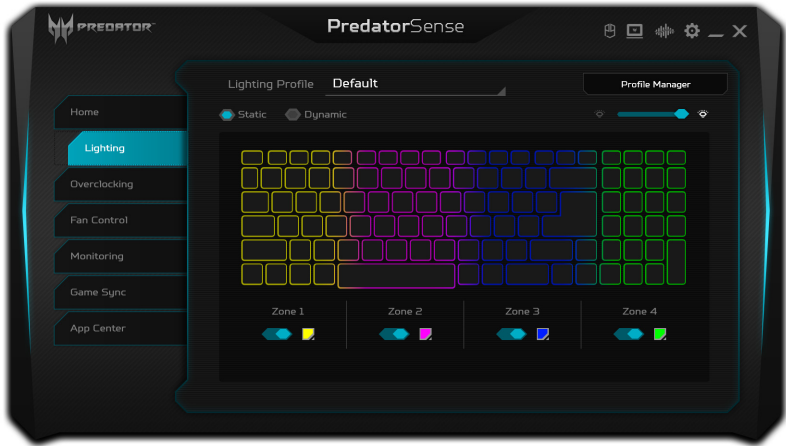 PREDATOR
PredatorSense
Lighting Profile Default
Profile Manager
Static Dynamic
Home
Lighting
Overclocking
Fan Control
Monitoring
Game Sync
App Center
Zone 1 Zone 2 Zone 3 Zone 4